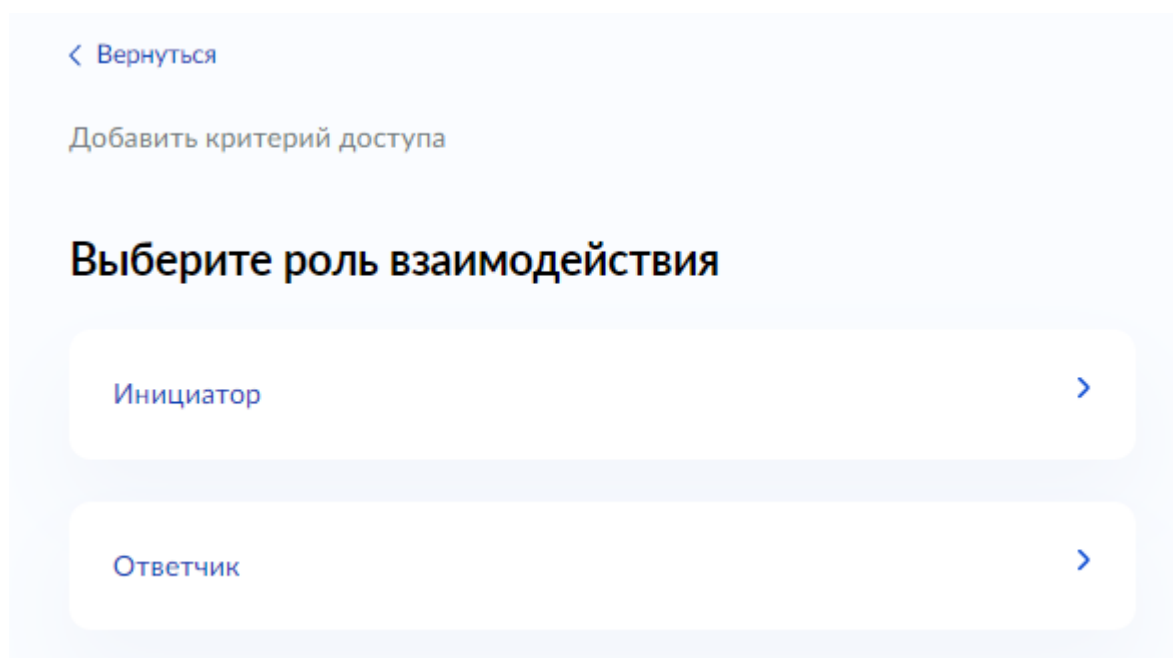 Вернуться
Добавить критерий доступа
Выберите роль взаимодействия
Инициатор
Ответчик